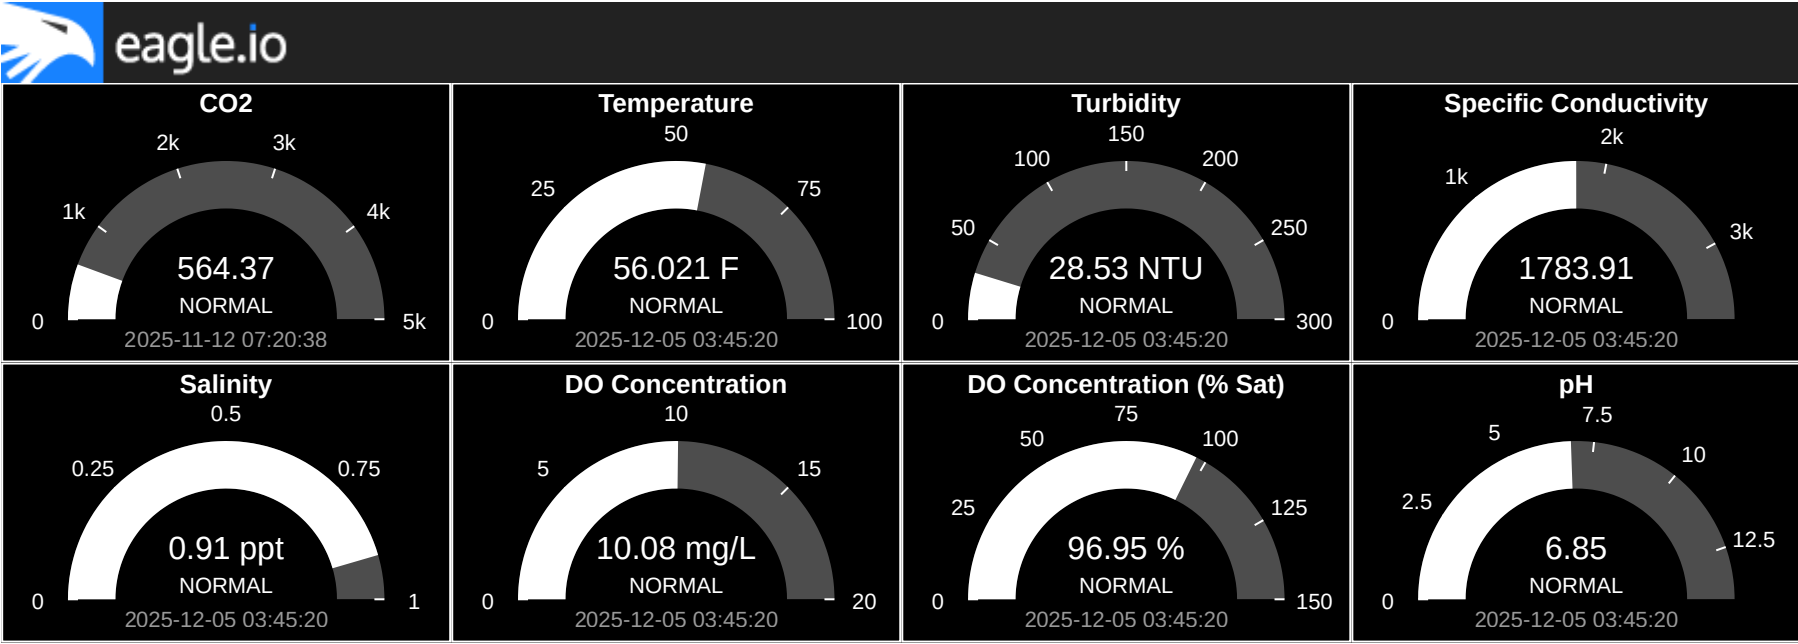 eagle.io
CO2
0
1k
2k
3k
4k
5k
564.37
NORMAL
2025-11-12 07:20:38
Temperature
0
25
50
75
100
56.021 F
NORMAL
2025-12-05 03:45:20
Turbidity
0
50
100
150
200
250
300
28.53 NTU
NORMAL
2025-12-05 03:45:20
Specific Conductivity
0
1k
2k
3k
1783.91
NORMAL
2025-12-05 03:45:20
Salinity
0
0.25
0.5
0.75
1
0.91 ppt
NORMAL
2025-12-05 03:45:20
DO Concentration
0
5
10
15
20
10.08 mg/L
NORMAL
2025-12-05 03:45:20
DO Concentration (% Sat)
0
25
50
75
100
125
150
96.95 %
NORMAL
2025-12-05 03:45:20
pH
0
2.5
5
7.5
10
12.5
6.85
NORMAL
2025-12-05 03:45:20